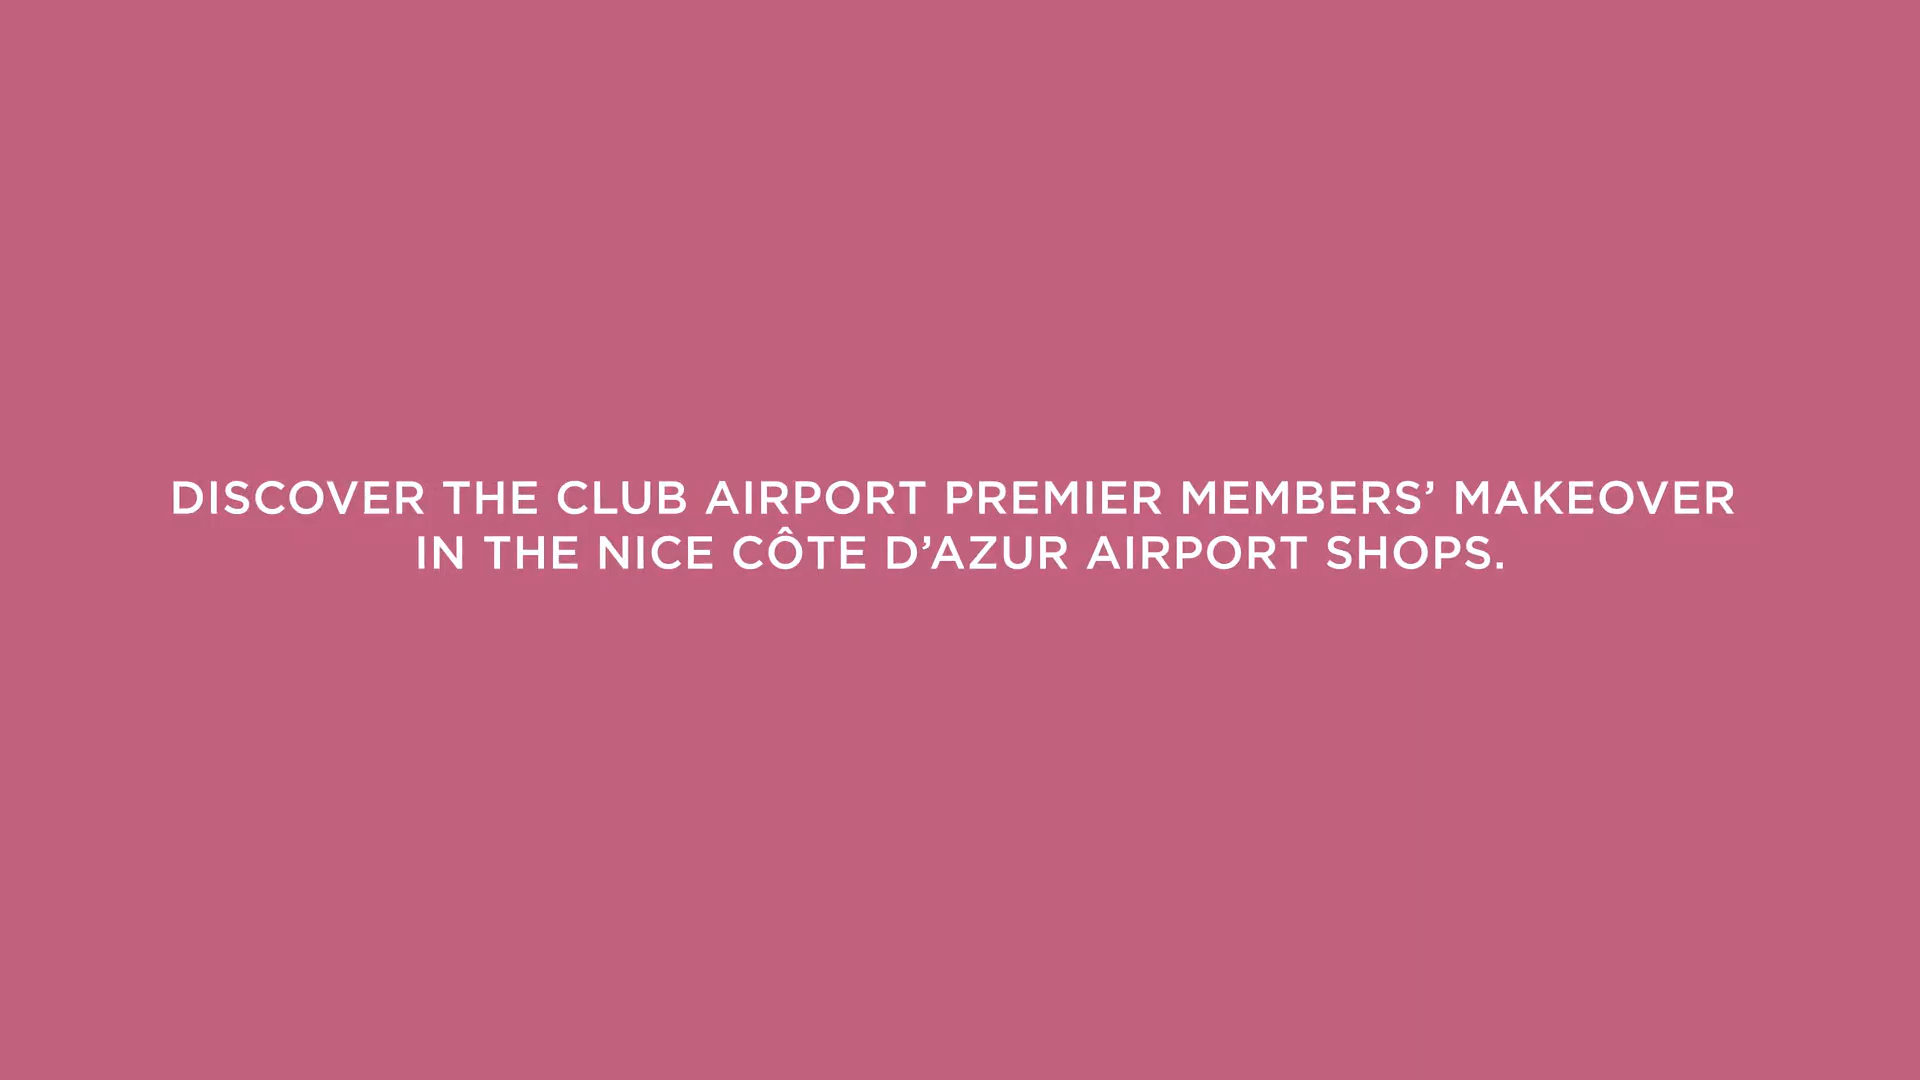 DISCOVER THE CLUB AIRPORT PREMIER MEMBERS’ MAKEOVER
IN THE NICE CÔTE D’AZUR AIRPORT SHOPS.